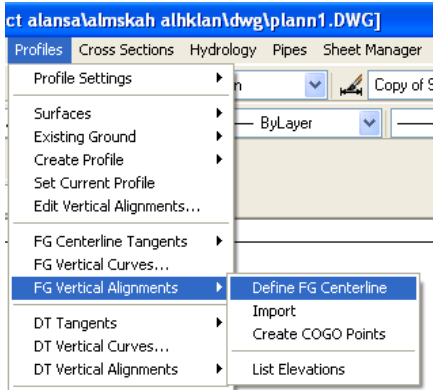 ct alansa\almskah alhklan\dwg\plann1.DWG]
Profiles Cross Sections Hydrology Pipes Sheet Manager
Profile Settings
n Copy of S
Surfaces
ByLayer
Existing Ground
Create Profile
Set Current Profile
Edit Vertical Alignments...
FG Centerline Tangents
FG Vertical Curves...
FG Vertical Alignments Define FG Centerline
Import
DT Tangents
Create COGO Points
DT Vertical Curves...
DT Vertical Alignments List Elevations